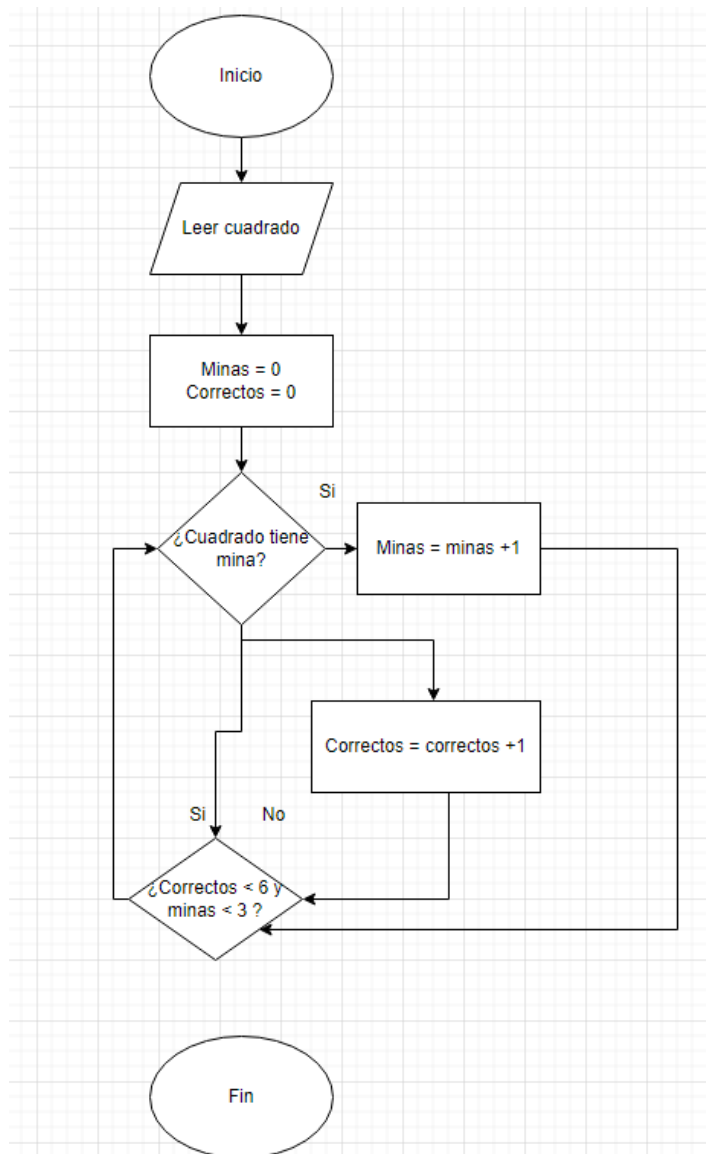 Inicio
Leer cuadrado
Minas = 0
Correctos = 0
Si
¿Cuadrado tiene
mina?
Minas = minas +1
Correctos = correctos +1
Si
No
¿Correctos < 6 y
minas < 3 ?
Fin